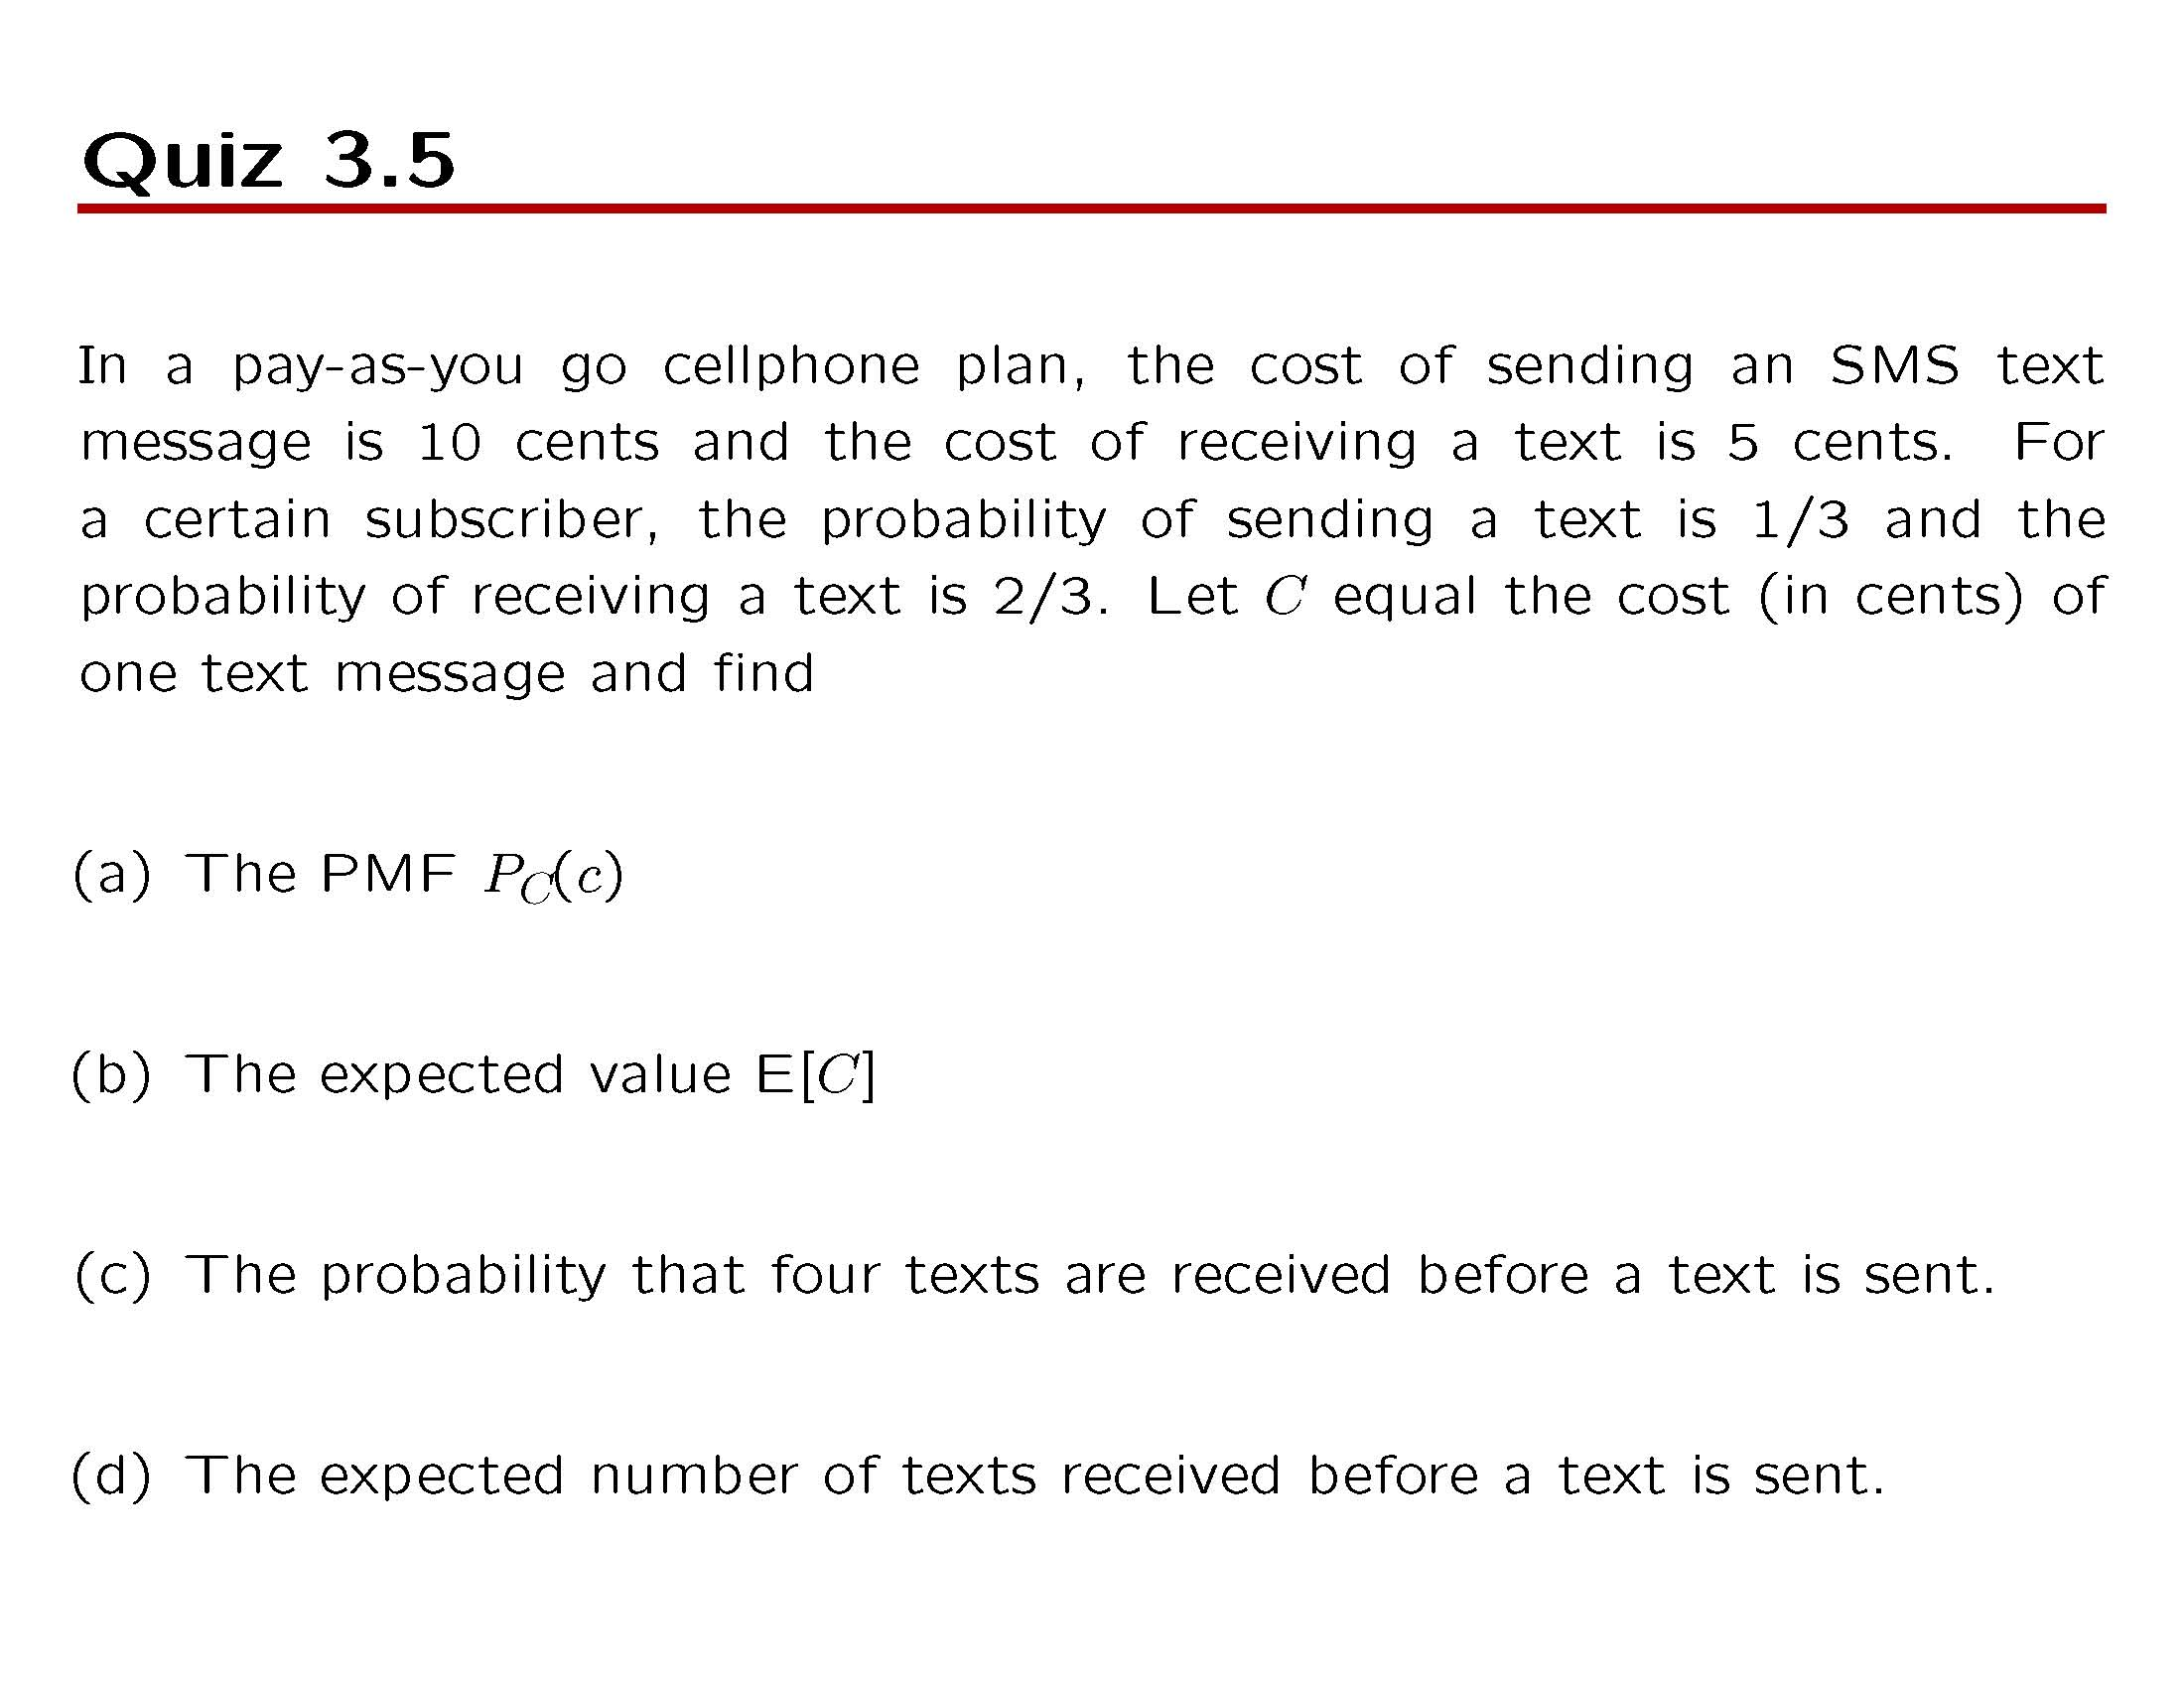 Quiz 3.5
In a pay-as-you go cellphone plan, the cost of sending an SMS text
message is 10 cents and the cost of receiving a text is 5 cents. For
a certain subscriber, the probability of sending a text is 1/3 and the
probability of receiving a text is 2/3. Let C equal the cost (in cents) of
one text message and find
(a) The PMF P_C(c)
(b) The expected value E[C]
(c) The probability that four texts are received before a text is sent.
(d) The expected number of texts received before a text is sent.